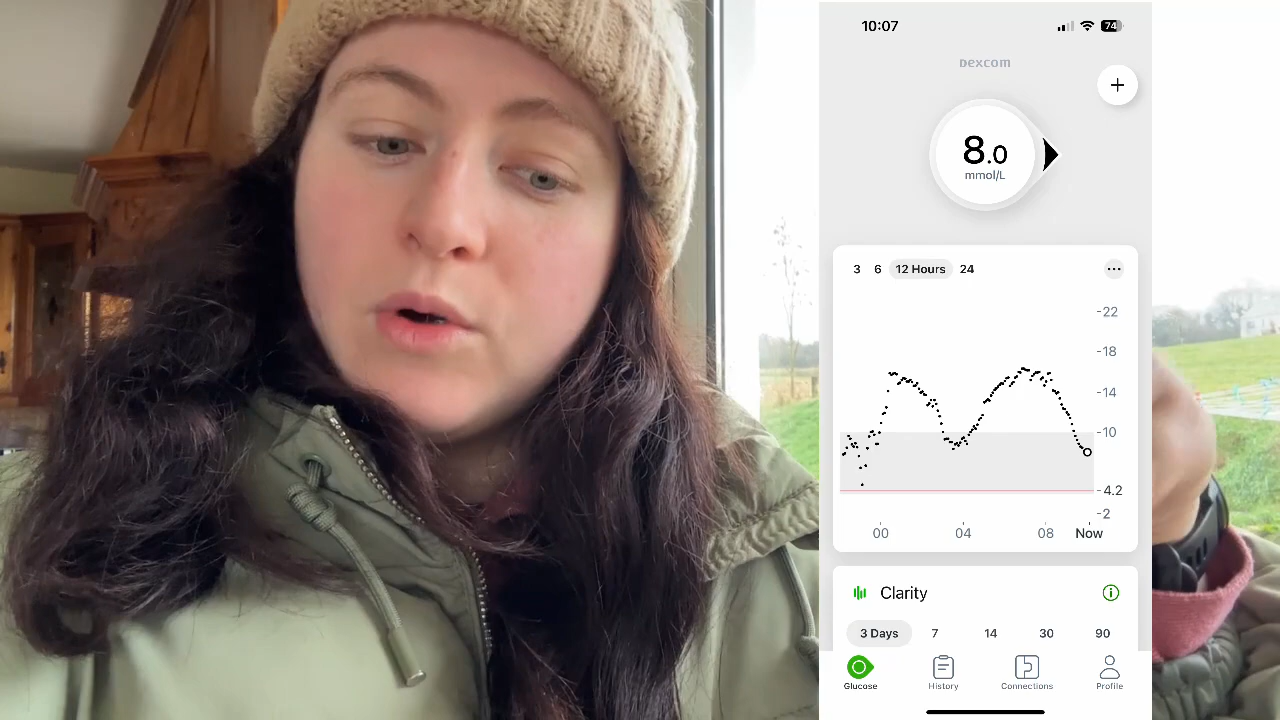 10:07
74
Dexcom
+
8.0
mmol/L
3 6 12 Hours 24
-22
-18
-14
-10
-4.2
-2
00 04 08 Now
Clarity
3 Days 7 14 30 90
Glucose History Connections Profile